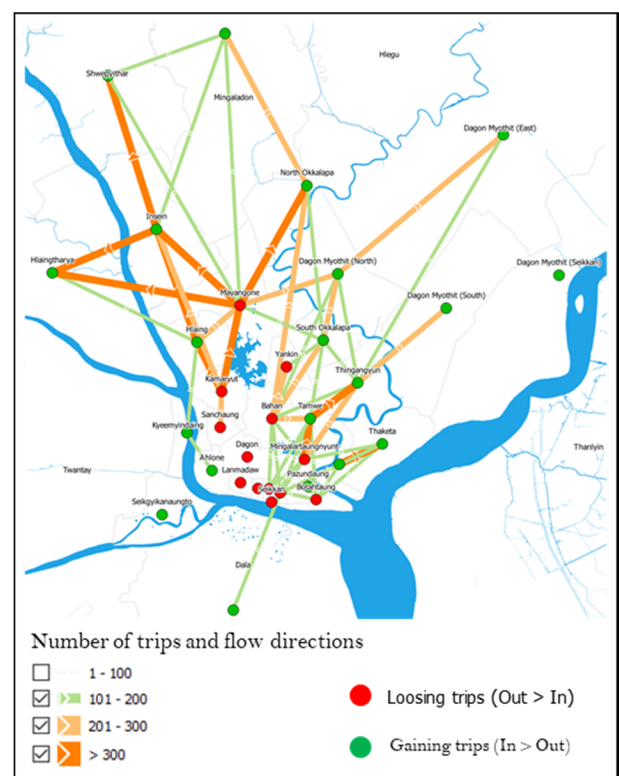 Hlegu
Shwepyithar
Mingaladon
Dagon Myothit (East)
North Okkalapa
Insein
Hlaingtharya
Dagon Myothit (North)
Dagon Myothit (Seikkan)
Mayangone
Dagon Myothit (South)
Hlaing
South Okkalapa
Yankin
Thingangyun
Kamaryut
Bahan
Tamwe
Sanchaung
Kyeemyindaing
Thaketa
Dagon
Mingalartaungnyunt
Thanlyin
Twantay
Ahlone
Lanmadaw
Pazundaung
Seikkan
Botahtaung
Seikgyikanaungto
Dala
Number of trips and flow directions
1 - 100
101 - 200
201 - 300
> 300
Loosing trips (Out > In)
Gaining trips (In > Out)